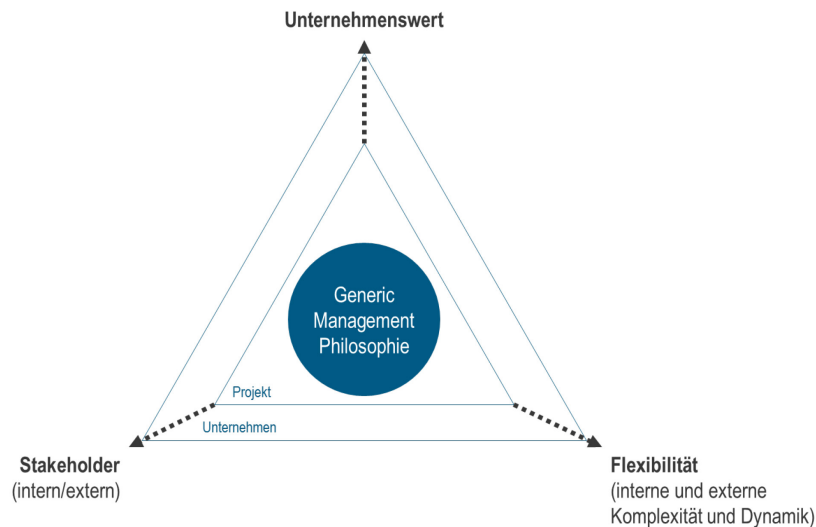 Unternehmenswert
Generic
Management
Philosophie
Projekt
Unternehmen
Stakeholder
(intern/extern)
Flexibilität
(interne und externe
Komplexität und Dynamik)